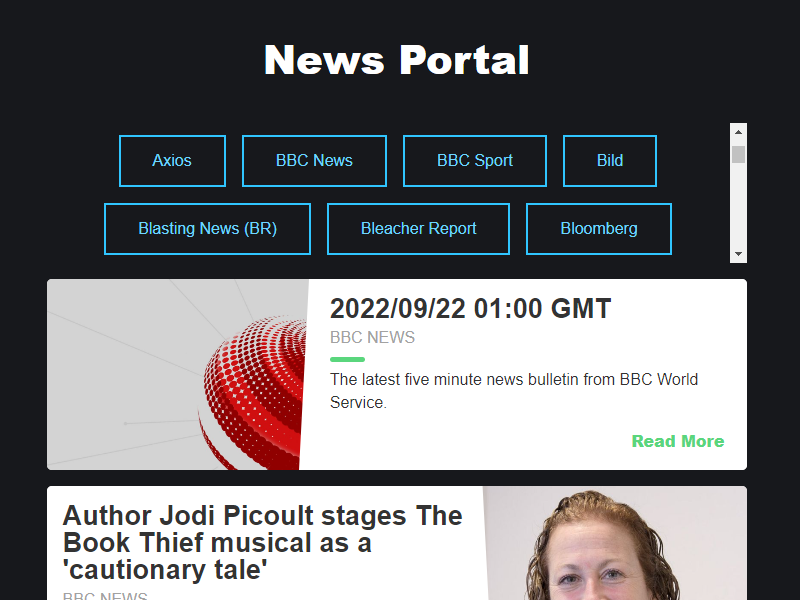 News Portal
Axios
BBC News
BBC Sport
Bild
Blasting News (BR)
Bleacher Report
Bloomberg
2022/09/22 01:00 GMT
BBC NEWS
The latest five minute news bulletin from BBC World
Service.
Read More
Author Jodi Picoult stages The
Book Thief musical as a
'cautionary tale'
BBC NEWS